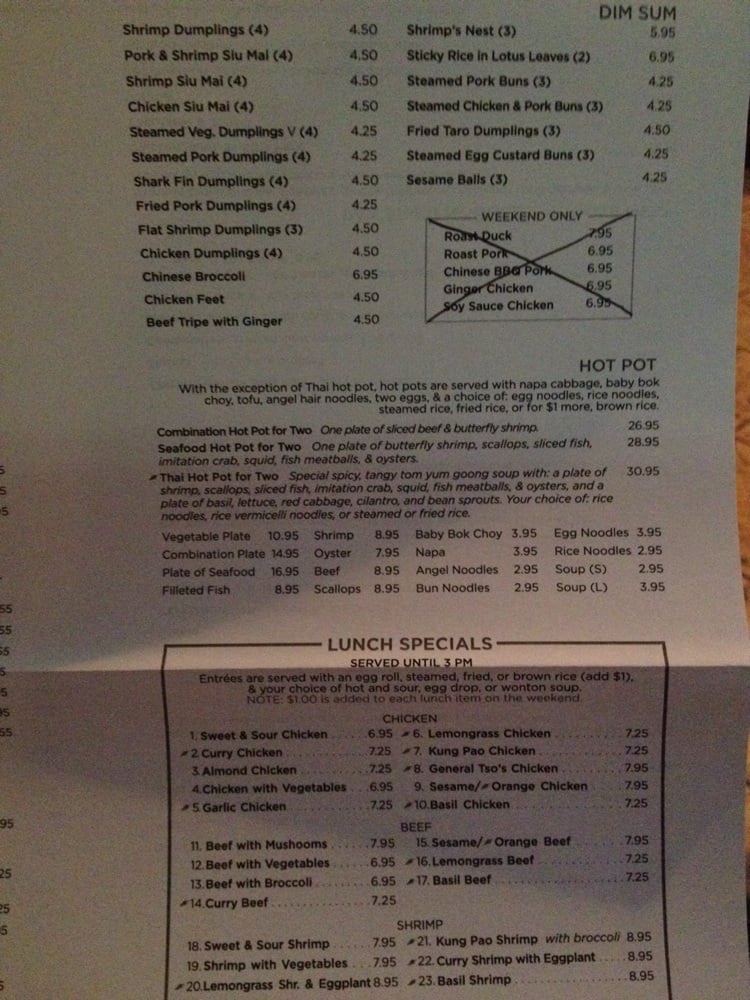 DIM SUM
Shrimp Dumplings (4) 4.50
Pork & Shrimp Siu Mai (4) 4.50
Shrimp Siu Mai (4) 4.50
Chicken Siu Mai (4) 4.50
Steamed Veg. Dumplings V (4) 4.25
Steamed Pork Dumplings (4) 4.25
Shark Fin Dumplings (4) 4.50
Fried Pork Dumplings (4) 4.25
Flat Shrimp Dumplings (3) 4.50
Chicken Dumplings (4) 4.50
Chinese Broccoli 6.95
Chicken Feet 4.50
Beef Tripe with Ginger 4.50
Shrimp's Nest (3) 5.95
Sticky Rice in Lotus Leaves (2) 6.95
Steamed Pork Buns (3) 4.25
Steamed Chicken & Pork Buns (3) 4.25
Fried Taro Dumplings (3) 4.50
Steamed Egg Custard Buns (3) 4.25
Sesame Balls (3) 4.25
WEEKEND ONLY
Roast Duck 7.95
Roast Pork 6.95
Chinese BBQ Pork 6.95
Ginger Chicken 6.95
Soy Sauce Chicken 6.95
HOT POT
With the exception of Thai hot pot, hot pots are served with napa cabbage, baby bok
choy, tofu, angel hair noodles, two eggs, & a choice of: egg noodles, rice noodles,
steamed rice, fried rice, or for $1 more, brown rice.
Combination Hot Pot for Two One plate of sliced beef & butterfly shrimp. 26.95
Seafood Hot Pot for Two One plate of butterfly shrimp, scallops, sliced fish, 28.95
imitation crab, squid, fish meatballs, & oysters.
Thai Hot Pot for Two Special spicy, tangy tom yum goong soup with: a plate of 30.95
shrimp, scallops, sliced fish, imitation crab, squid, fish meatballs, & oysters, and a
plate of basil, lettuce, red cabbage, cilantro, and bean sprouts. Your choice of: rice
noodles, rice vermicelli noodles, or steamed or fried rice.
Vegetable Plate 10.95 Shrimp 8.95 Baby Bok Choy 3.95 Egg Noodles 3.95
Combination Plate 14.95 Oyster 7.95 Napa 3.95 Rice Noodles 2.95
Plate of Seafood 16.95 Beef 8.95 Angel Noodles 2.95 Soup (S) 2.95
Filleted Fish 8.95 Scallops 8.95 Bun Noodles 2.95 Soup (L) 3.95
LUNCH SPECIALS
SERVED UNTIL 3 PM
Entrées are served with an egg roll, steamed, fried, or brown rice (add $1),
& your choice of hot and sour, egg drop, or wonton soup.
NOTE: $1.00 is added to each lunch item on the weekend.
CHICKEN
1. Sweet & Sour Chicken . . . . 6.95
2. Curry Chicken . . . . . . . . . 7.25
3. Almond Chicken . . . . . . . 7.25
4. Chicken with Vegetables . . . 6.95
5. Garlic Chicken . . . . . . . . 7.25
6. Lemongrass Chicken . . . . . . . 7.25
7. Kung Pao Chicken . . . . . . . . 7.25
8. General Tso's Chicken . . . . . . 7.95
9. Sesame/Orange Chicken . . . . 7.95
10. Basil Chicken . . . . . . . . . . 7.25
BEEF
11. Beef with Mushooms . . . . . 7.95
12. Beef with Vegetables . . . . . 6.95
13. Beef with Broccoli . . . . . . 6.95
14. Curry Beef . . . . . . . . . . 7.25
15. Sesame/Orange Beef . . . . . . 7.95
16. Lemongrass Beef . . . . . . . . . 7.25
17. Basil Beef . . . . . . . . . . . . . 7.25
SHRIMP
18. Sweet & Sour Shrimp . . . . 7.95
19. Shrimp with Vegetables . . . 7.95
20. Lemongrass Shr. & Eggplant 8.95
21. Kung Pao Shrimp with broccoli 8.95
22. Curry Shrimp with Eggplant . . . . 8.95
23. Basil Shrimp . . . . . . . . . . . . 8.95